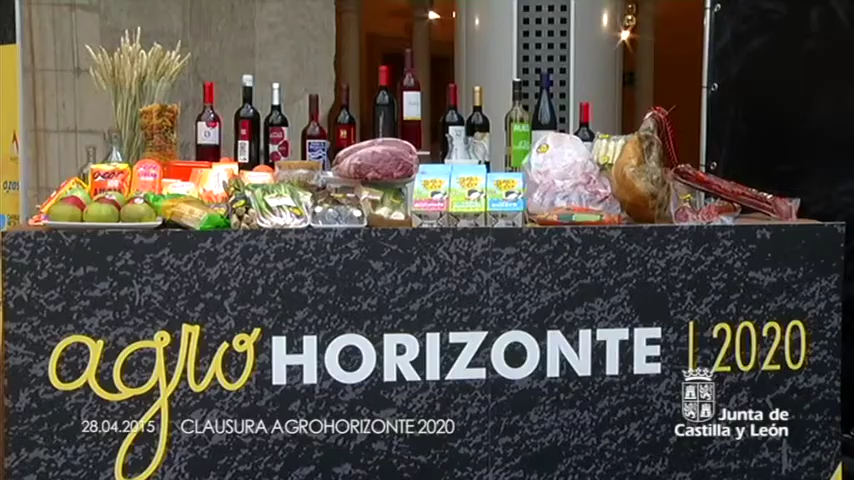 agro HORIZONTE | 2020
28.04.2015 CLAUSURA AGROHORIZONTE 2020
Junta de
Castilla y León